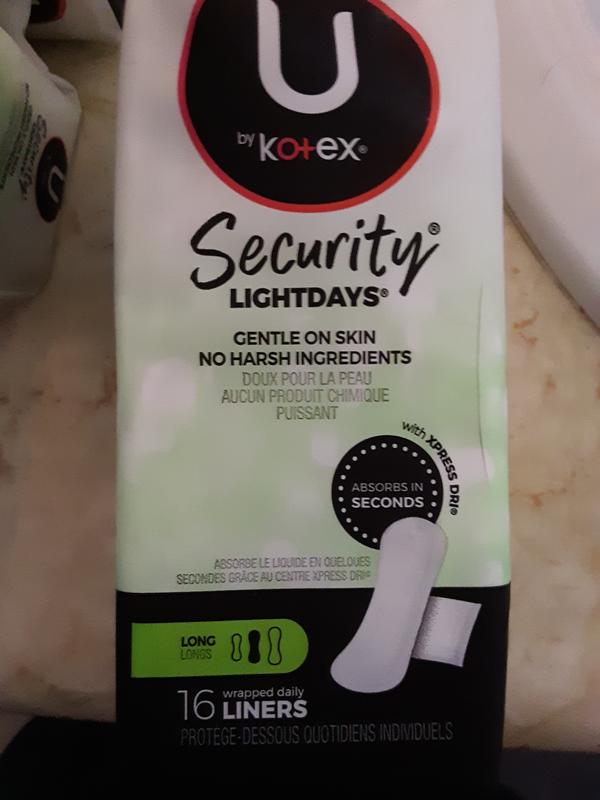 U
by Kotex®
Security®
LIGHTDAYS®
GENTLE ON SKIN
NO HARSH INGREDIENTS
DOUX POUR LA PEAU
AUCUN PRODUIT CHIMIQUE
PUISSANT
with XPRESS DRI®
ABSORBS IN
SECONDS
ABSORBE LE LIQUIDE EN QUELQUES
SECONDES GRÂCE AU CENTRE XPRESS DRI®
LONG
LONGS
16 wrapped daily
LINERS
PROTÈGE-DESSOUS QUOTIDIENS INDIVIDUELS
U
Security